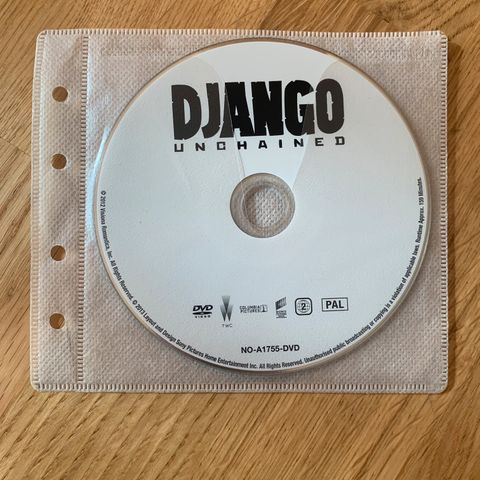 DJANGO
UNCHAINED
DVD
VIDEO
TWC
COLUMBIA
PICTURES
2
PAL
NO-A1755-DVD
© 2012 Visiona Romantica, Inc. All Rights Reserved. © 2013 Layout and Design Sony Pictures Home Entertainment Inc. All Rights Reserved. Unauthorised public broadcasting or copying is a violation of applicable laws. Runtime Approx. 159 Minutes.